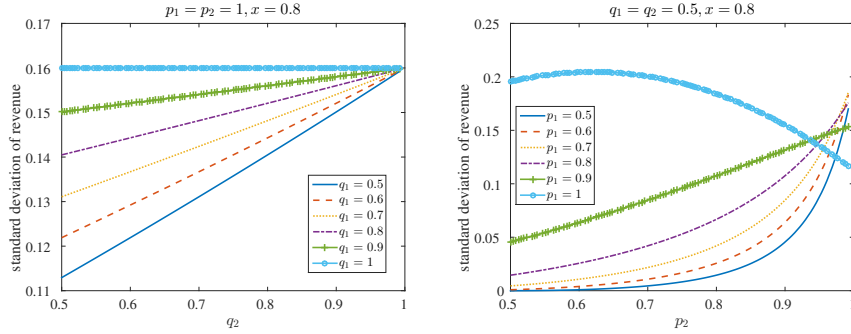 p₁ = p₂ = 1, x = 0.8
standard deviation of revenue
0.17
0.16
0.15
0.14
0.13
0.12
0.11
q₁ = 0.5
q₁ = 0.6
q₁ = 0.7
q₁ = 0.8
q₁ = 0.9
q₁ = 1
0.5 0.6 0.7 0.8 0.9 1
q₂
q₁ = q₂ = 0.5, x = 0.8
standard deviation of revenue
0.25
0.2
0.15
0.1
0.05
0
p₁ = 0.5
p₁ = 0.6
p₁ = 0.7
p₁ = 0.8
p₁ = 0.9
p₁ = 1
0.5 0.6 0.7 0.8 0.9 1
p₂